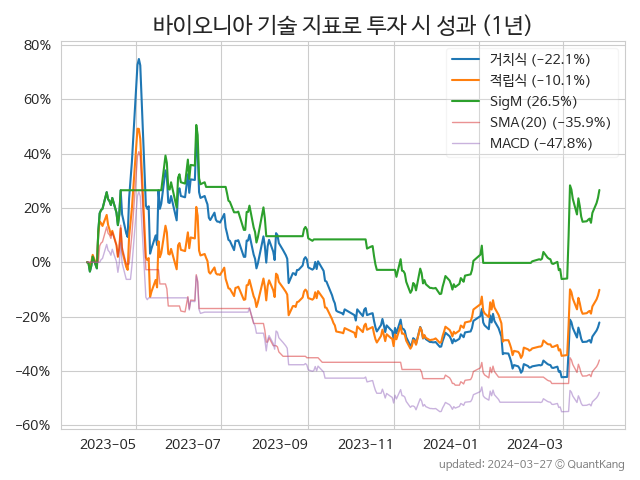 바이오니아 기술 지표로 투자 시 성과 (1년)
거치식 (−22.1%)
적립식 (−10.1%)
SigM (26.5%)
SMA(20) (−35.9%)
MACD (−47.8%)
80%
60%
40%
20%
0%
−20%
−40%
−60%
2023-05 2023-07 2023-09 2023-11 2024-01 2024-03
updated: 2024-03-27 © QuantKang